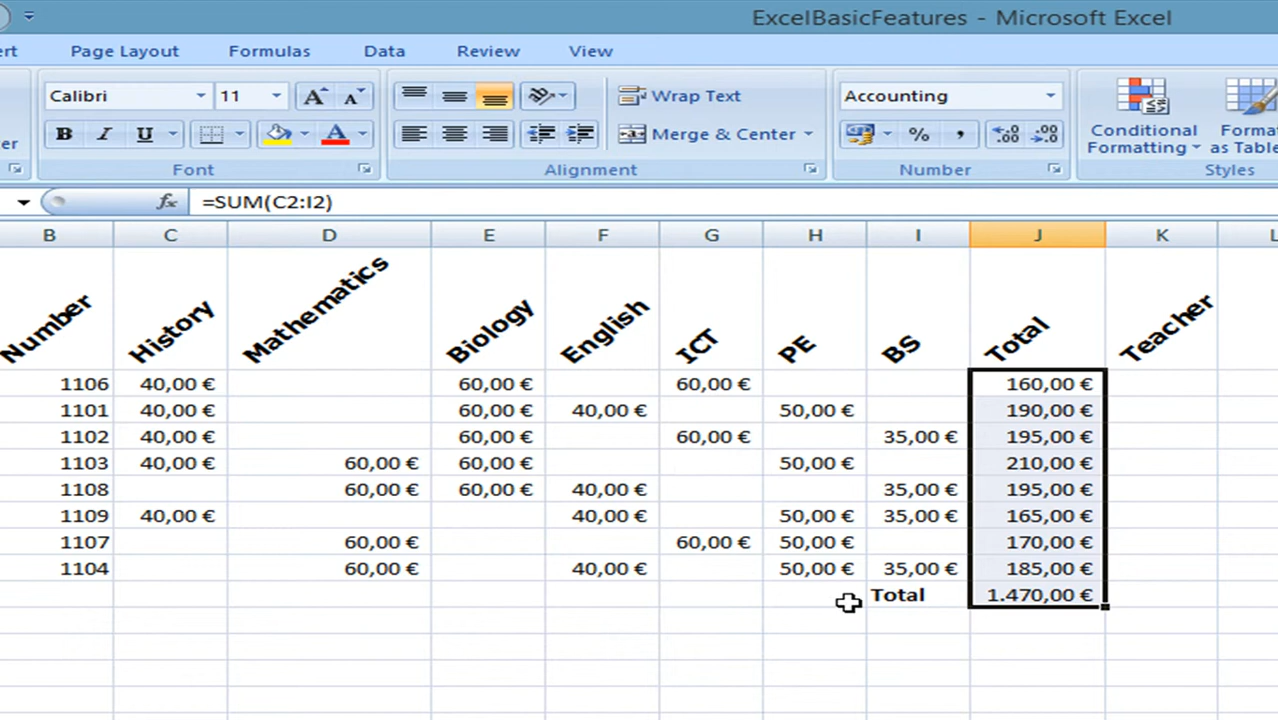 ExcelBasicFeatures - Microsoft Excel
ert Page Layout Formulas Data Review View
Calibri 11 A A Wrap Text Accounting
B I U A Merge & Center % , ,00 ,00 Conditional Formatting Format as Table
er Font Alignment Number Styles
fx =SUM(C2:I2)
B C D E F G H I J K L
Number History Mathematics Biology English ICT PE BS Total Teacher
1106 40,00 € 60,00 € 60,00 € 160,00 €
1101 40,00 € 60,00 € 40,00 € 50,00 € 190,00 €
1102 40,00 € 60,00 € 60,00 € 35,00 € 195,00 €
1103 40,00 € 60,00 € 60,00 € 50,00 € 210,00 €
1108 60,00 € 60,00 € 40,00 € 35,00 € 195,00 €
1109 40,00 € 40,00 € 50,00 € 35,00 € 165,00 €
1107 60,00 € 60,00 € 50,00 € 170,00 €
1104 60,00 € 40,00 € 50,00 € 35,00 € 185,00 €
Total 1.470,00 €